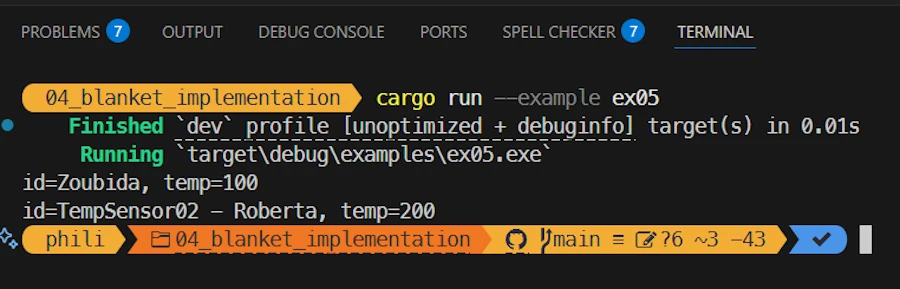 PROBLEMS 7 OUTPUT DEBUG CONSOLE PORTS SPELL CHECKER 7 TERMINAL
04_blanket_implementation cargo run --example ex05
Finished `dev` profile [unoptimized + debuginfo] target(s) in 0.01s
Running `target\debug\examples\ex05.exe`
id=Zoubida, temp=100
id=TempSensor02 - Roberta, temp=200
phili 04_blanket_implementation main ≡ ?6 ~3 -43